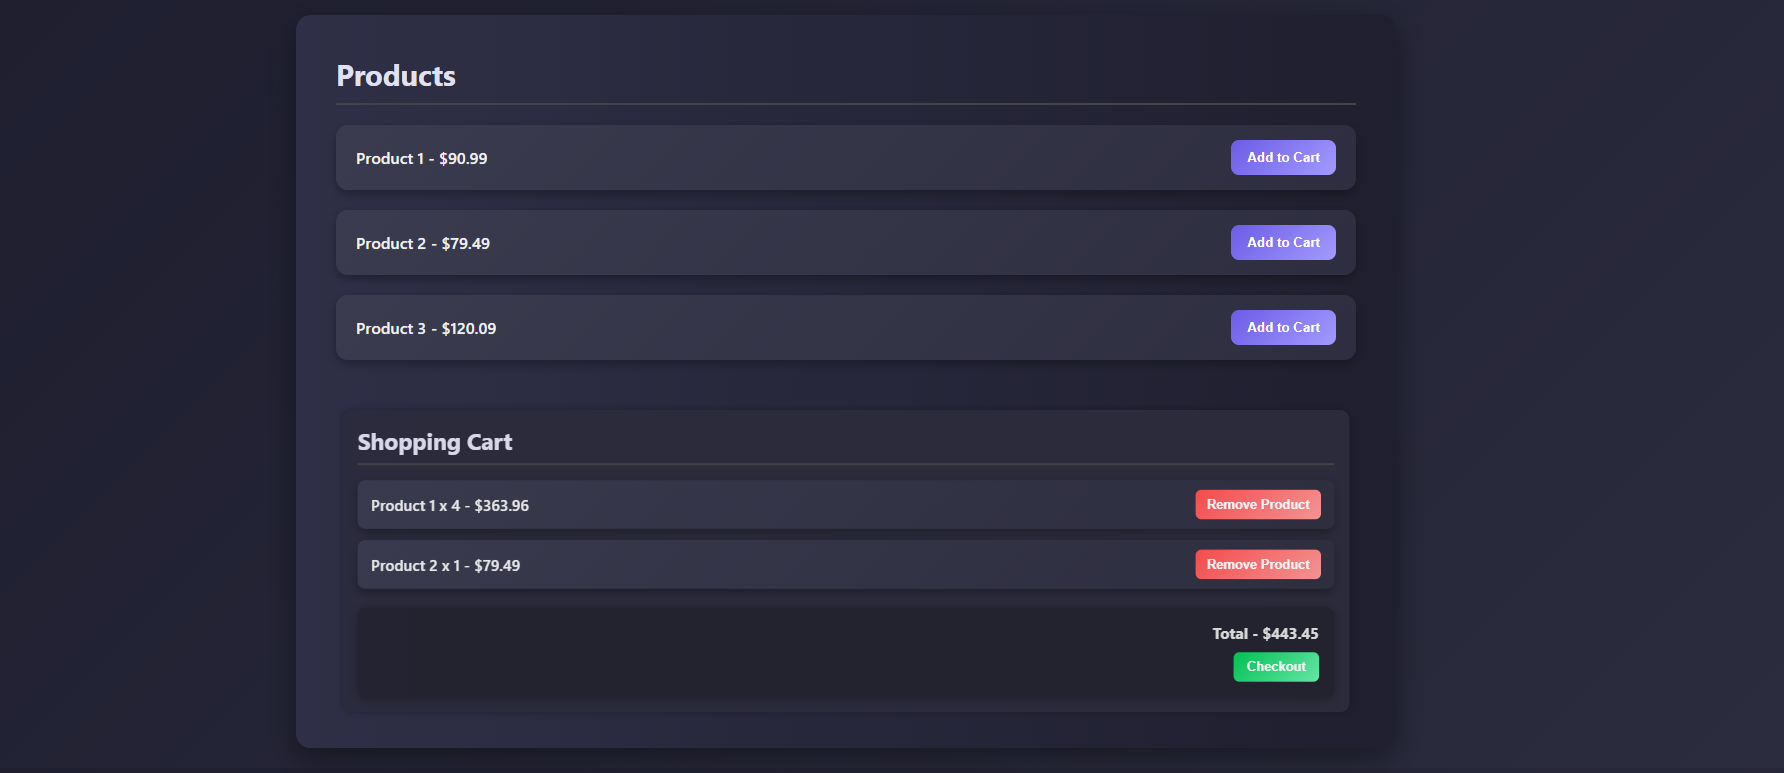 Products
Product 1 - $90.99
Add to Cart
Product 2 - $79.49
Add to Cart
Product 3 - $120.09
Add to Cart
Shopping Cart
Product 1 x 4 - $363.96
Remove Product
Product 2 x 1 - $79.49
Remove Product
Total - $443.45
Checkout